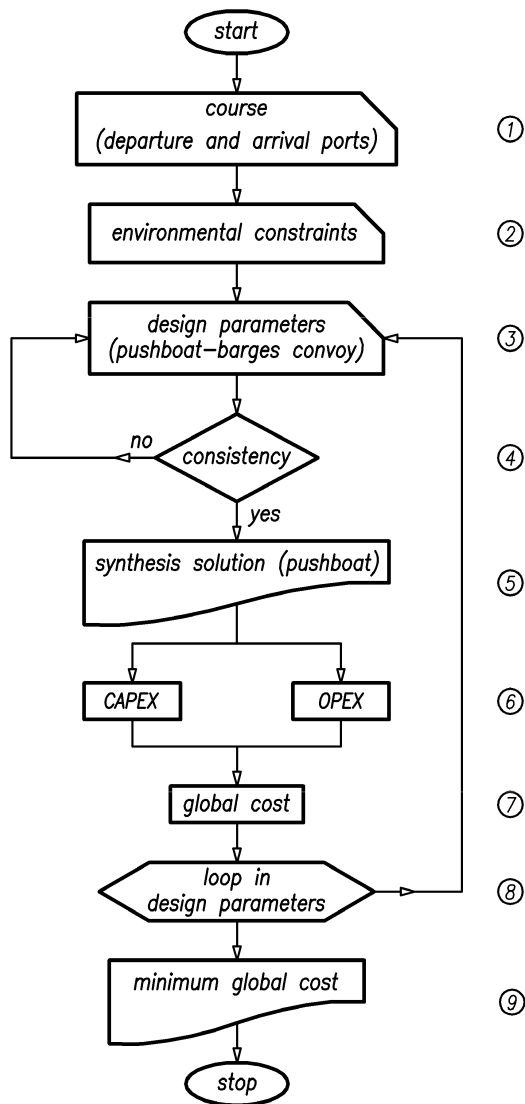 start
course
(departure and arrival ports)
①
environmental constraints
②
design parameters
(pushboat-barges convoy)
③
no
consistency
④
yes
synthesis solution (pushboat)
⑤
CAPEX
OPEX
⑥
global cost
⑦
loop in
design parameters
⑧
minimum global cost
⑨
stop